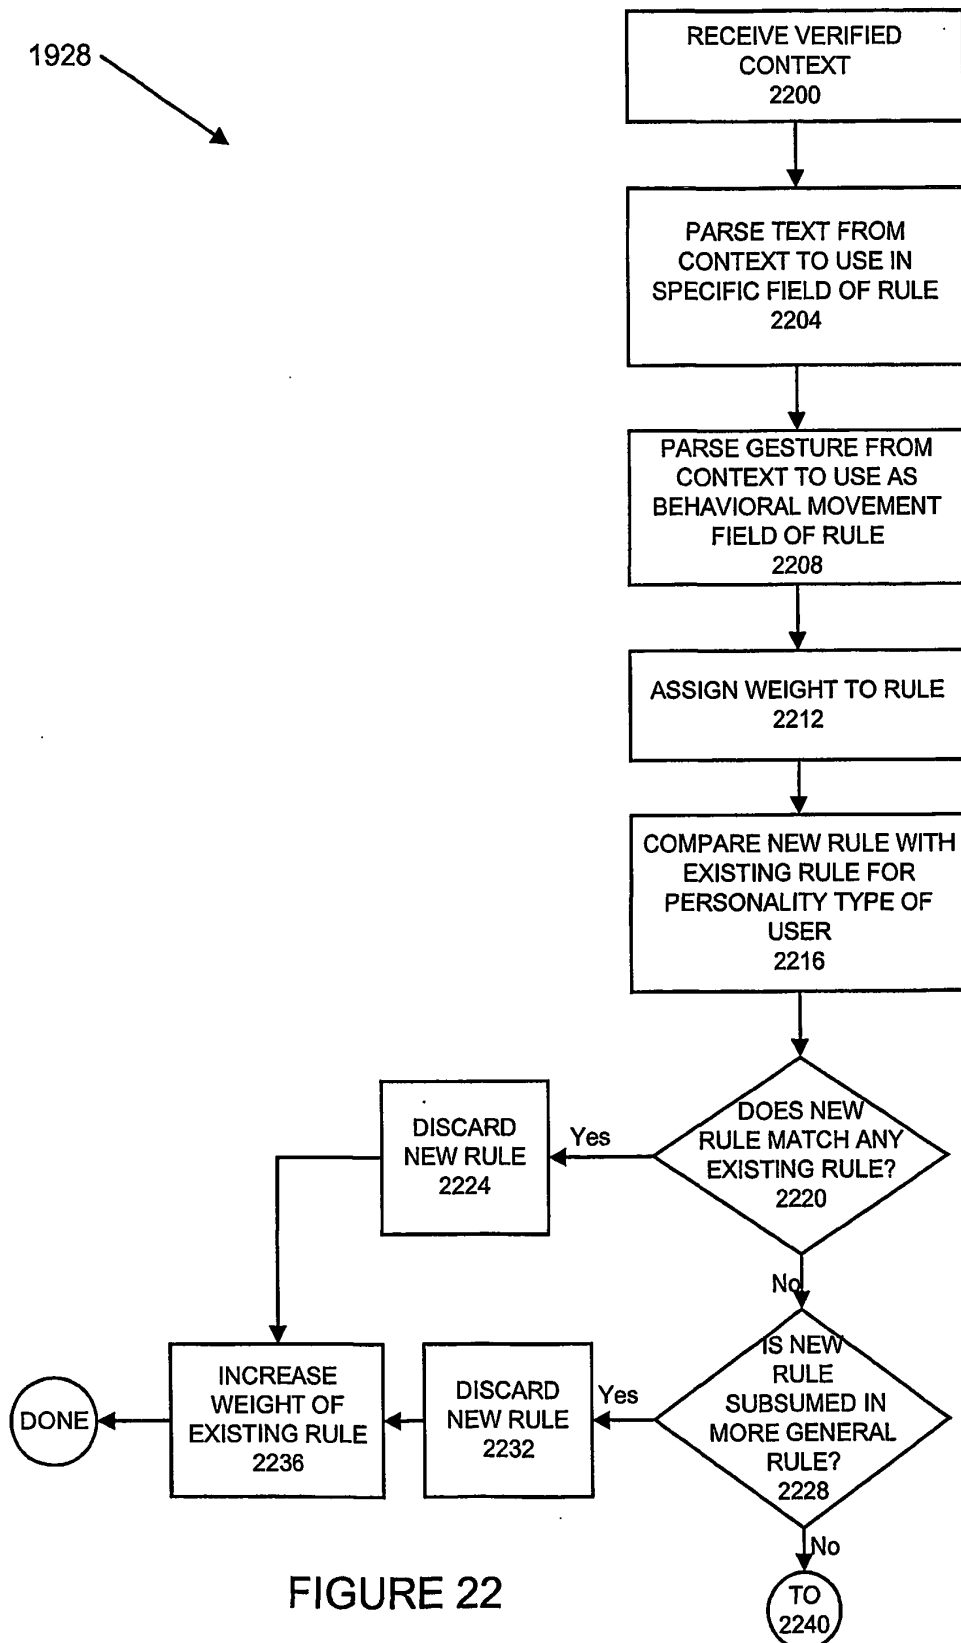 1928
RECEIVE VERIFIED
CONTEXT
2200
PARSE TEXT FROM
CONTEXT TO USE IN
SPECIFIC FIELD OF RULE
2204
PARSE GESTURE FROM
CONTEXT TO USE AS
BEHAVIORAL MOVEMENT
FIELD OF RULE
2208
ASSIGN WEIGHT TO RULE
2212
COMPARE NEW RULE WITH
EXISTING RULE FOR
PERSONALITY TYPE OF
USER
2216
DOES NEW
RULE MATCH ANY
EXISTING RULE?
2220
Yes
DISCARD
NEW RULE
2224
No
IS NEW
RULE
SUBSUMED IN
MORE GENERAL
RULE?
2228
Yes
DISCARD
NEW RULE
2232
INCREASE
WEIGHT OF
EXISTING RULE
2236
DONE
No
TO
2240
FIGURE 22